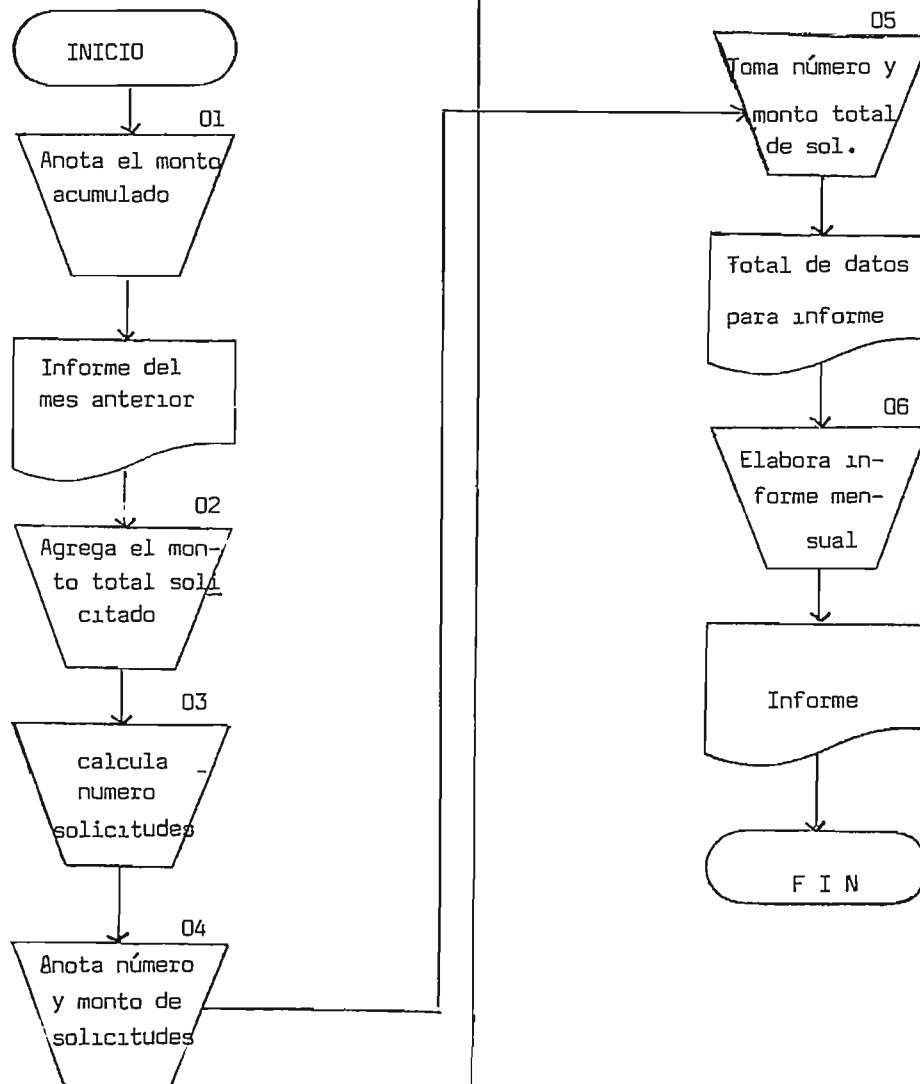 INICIO
01
Anota el monto
acumulado
Informe del
mes anterior
02
Agrega el mon-
to total soli
citado
03
calcula
numero
solicitudes
04
Anota número
y monto de
solicitudes
05
Toma número y
monto total
de sol.
Total de datos
para informe
06
Elabora in-
forme men-
sual
Informe
F I N